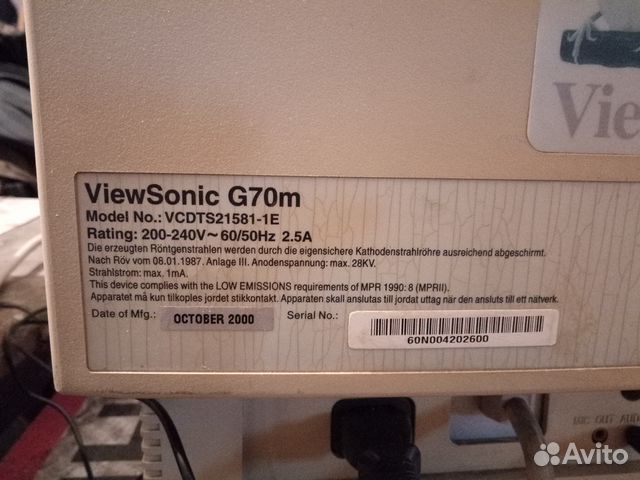 Vie
ViewSonic G70m
Model No.: VCDTS21581-1E
Rating: 200-240V~60/50Hz 2.5A
Die erzeugten Röntgenstrahlen werden durch die eigensichere Kathodenstrahlröhre ausreichend abgeschirmt.
Nach Röv vom 08.01.1987. Anlage III. Anodenspannung: max. 28KV.
Strahlstrom: max. 1mA.
This device complies with the LOW EMISSIONS requirements of MPR 1990: 8 (MPRII).
Apparatet må kun tilkoples jordet stikkontakt. Apparaten skall anslutas till jordat uttag när den ansluts till ett nätverk.
Date of Mfg.: OCTOBER 2000 Serial No.:
60N004202600
OUT AUD
Avito